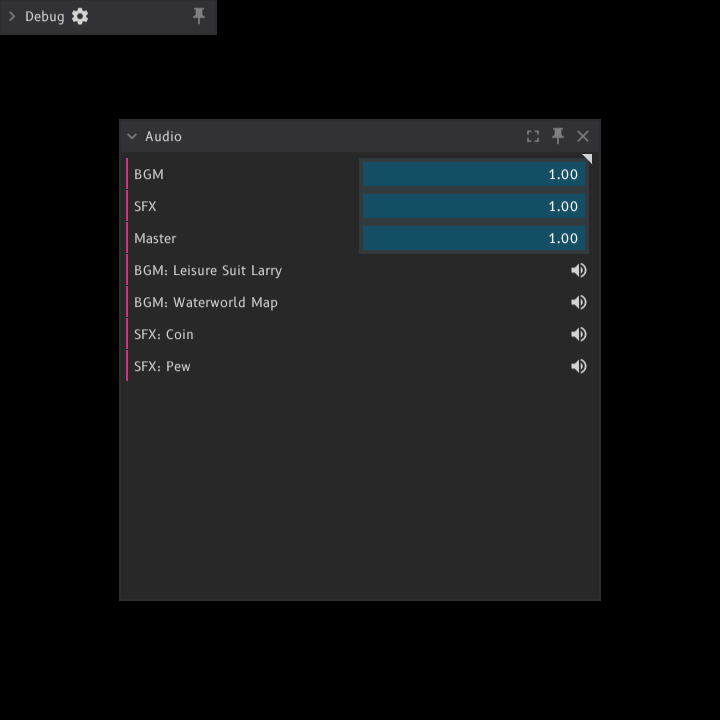 Debug
Audio
BGM 1.00
SFX 1.00
Master 1.00
BGM: Leisure Suit Larry
BGM: Waterworld Map
SFX: Coin
SFX: Pew